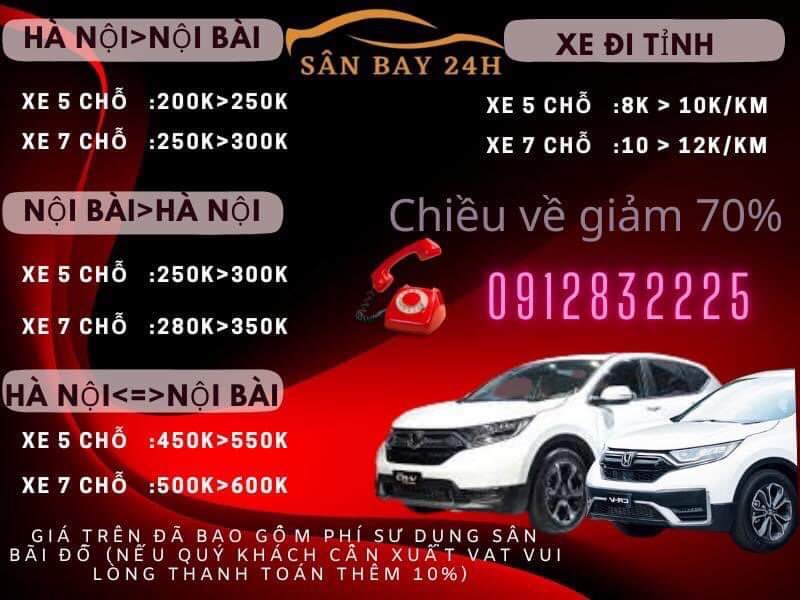 HÀ NỘI>NỘI BÀI
XE 5 CHỖ :200K>250K
XE 7 CHỖ :250K>300K
NỘI BÀI>HÀ NỘI
XE 5 CHỖ :250K>300K
XE 7 CHỖ :280K>350K
HÀ NỘI<=>NỘI BÀI
XE 5 CHỖ :450K>550K
XE 7 CHỖ :500K>600K
SÂN BAY 24H
XE ĐI TỈNH
XE 5 CHỖ :8K > 10K/KM
XE 7 CHỖ :10 > 12K/KM
Chiều về giảm 70%
0912832225
GIÁ TRÊN ĐÃ BAO GỒM PHÍ SƯ DỤNG SÂN
BÃI ĐỖ (NẾU QUÝ KHÁCH CẦN XUẤT VAT VUI
LÒNG THANH TOÁN THÊM 10%)